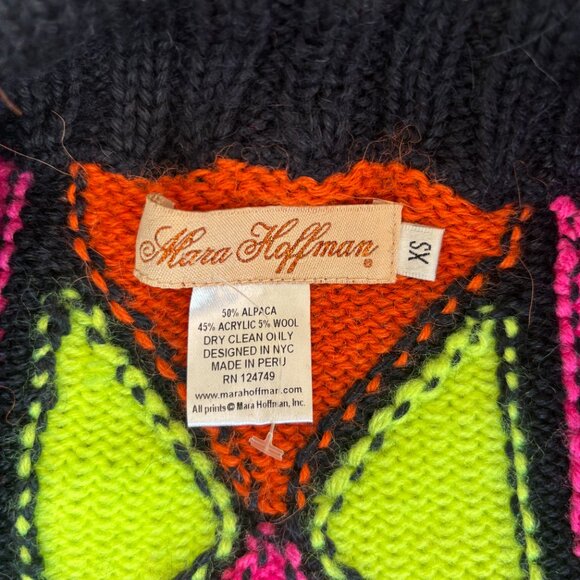 Mara Hoffman®
XS
50% ALPACA
45% ACRYLIC 5% WOOL
DRY CLEAN ONLY
DESIGNED IN NYC
MADE IN PERU
RN 124749
www.marahoffman.com
All prints © Mara Hoffman, Inc.